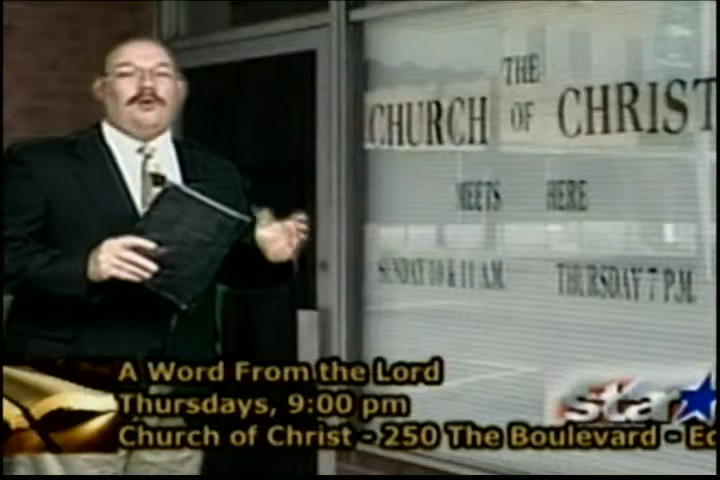 THE
CHURCH OF CHRIST
MEETS HERE
SUNDAY 10 & 11 A.M. THURSDAY 7 P.M.
A Word From the Lord
Thursdays, 9:00 pm
Church of Christ - 250 The Boulevard - Ed
star